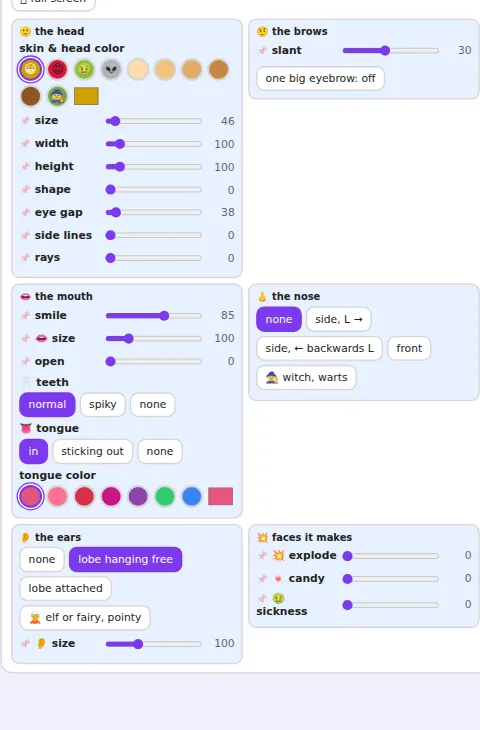 full screen
the head
skin & head color
size 46
width 100
height 100
shape 0
eye gap 38
side lines 0
rays 0
the brows
slant 30
one big eyebrow: off
the mouth
smile 85
size 100
open 0
teeth
normal spiky none
tongue
in sticking out none
tongue color
the nose
none side, L →
side, ← backwards L front
witch, warts
the ears
none lobe hanging free
lobe attached
elf or fairy, pointy
size 100
faces it makes
explode 0
candy 0
sickness 0